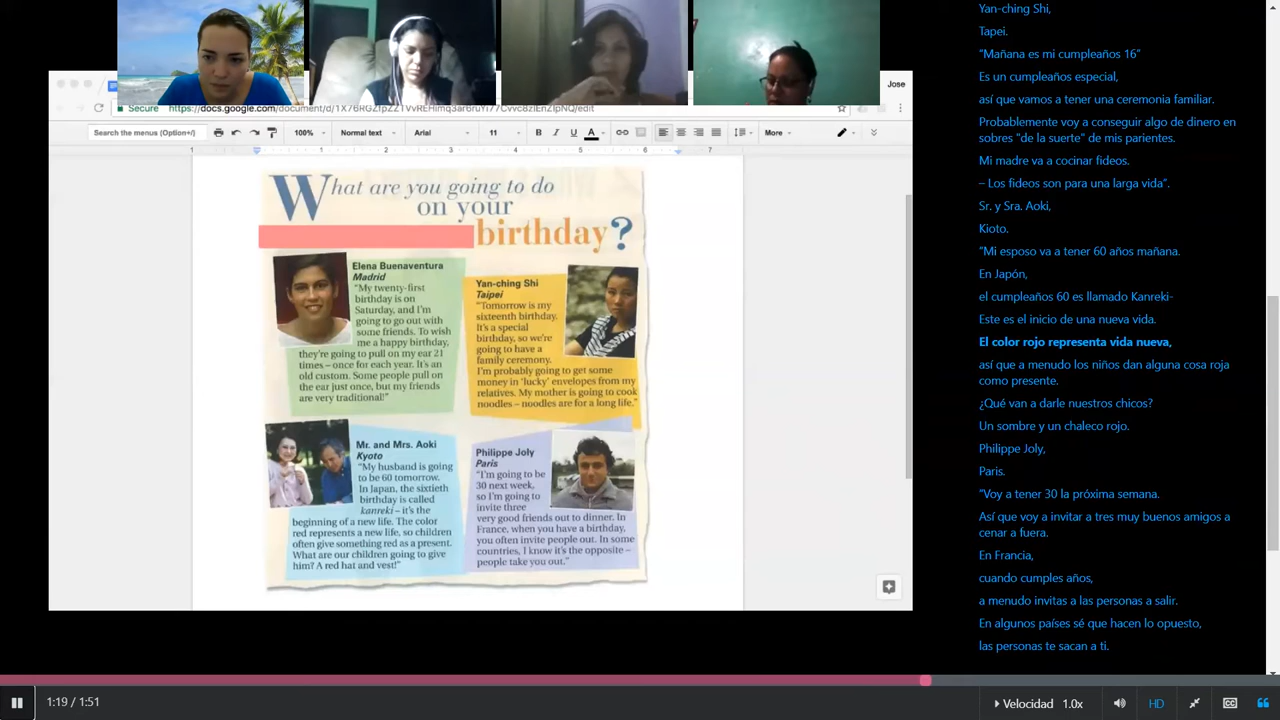 Jose
Secure
https://docs.google.com/document/d/
Search the menus (Option+/)
100%
Normal text
Arial
11
B I U A
More
1 1 2 3 4 5 6 7
What are you going to do
on your
birthday?
Elena Buenaventura
Madrid
"My twenty-first
birthday is on
Saturday, and I'm
going to go out with
some friends. To wish
me a happy birthday,
they're going to pull on my ear 21
times – once for each year. It's an
old custom. Some people pull on
the ear just once, but my friends
are very traditional!"
Yan-ching Shi
Taipei
"Tomorrow is my
sixteenth birthday.
It's a special
birthday, so we're
going to have a
family ceremony.
I'm probably going to get some
money in 'lucky' envelopes from my
relatives. My mother is going to cook
noodles – noodles are for a long life."
Mr. and Mrs. Aoki
Kyoto
"My husband is going
to be 60 tomorrow.
In Japan, the sixtieth
birthday is called
kanreki – it's the
beginning of a new life. The color
red represents a new life, so children
often give something red as a present.
What are our children going to give
him? A red hat and vest!"
Philippe Joly
Paris
"I'm going to be
30 next week,
so I'm going to
invite three
very good friends out to dinner. In
France, when you have a birthday,
you often invite people out. In some
countries, I know it's the opposite –
people take you out."
Yan-ching Shi,
Tapei.
"Mañana es mi cumpleaños 16"
Es un cumpleaños especial,
así que vamos a tener una ceremonia familiar.
Probablemente voy a conseguir algo de dinero en
sobres "de la suerte" de mis parientes.
Mi madre va a cocinar fideos.
– Los fideos son para una larga vida".
Sr. y Sra. Aoki,
Kioto.
"Mi esposo va a tener 60 años mañana.
En Japón,
el cumpleaños 60 es llamado Kanreki-
Este es el inicio de una nueva vida.
El color rojo representa vida nueva,
así que a menudo los niños dan alguna cosa roja
como presente.
¿Qué van a darle nuestros chicos?
Un sombre y un chaleco rojo.
Philippe Joly,
Paris.
"Voy a tener 30 la próxima semana.
Así que voy a invitar a tres muy buenos amigos a
cenar a fuera.
En Francia,
cuando cumples años,
a menudo invitas a las personas a salir.
En algunos países sé que hacen lo opuesto,
las personas te sacan a ti.
1:19 / 1:51
Velocidad 1.0x
HD
CC